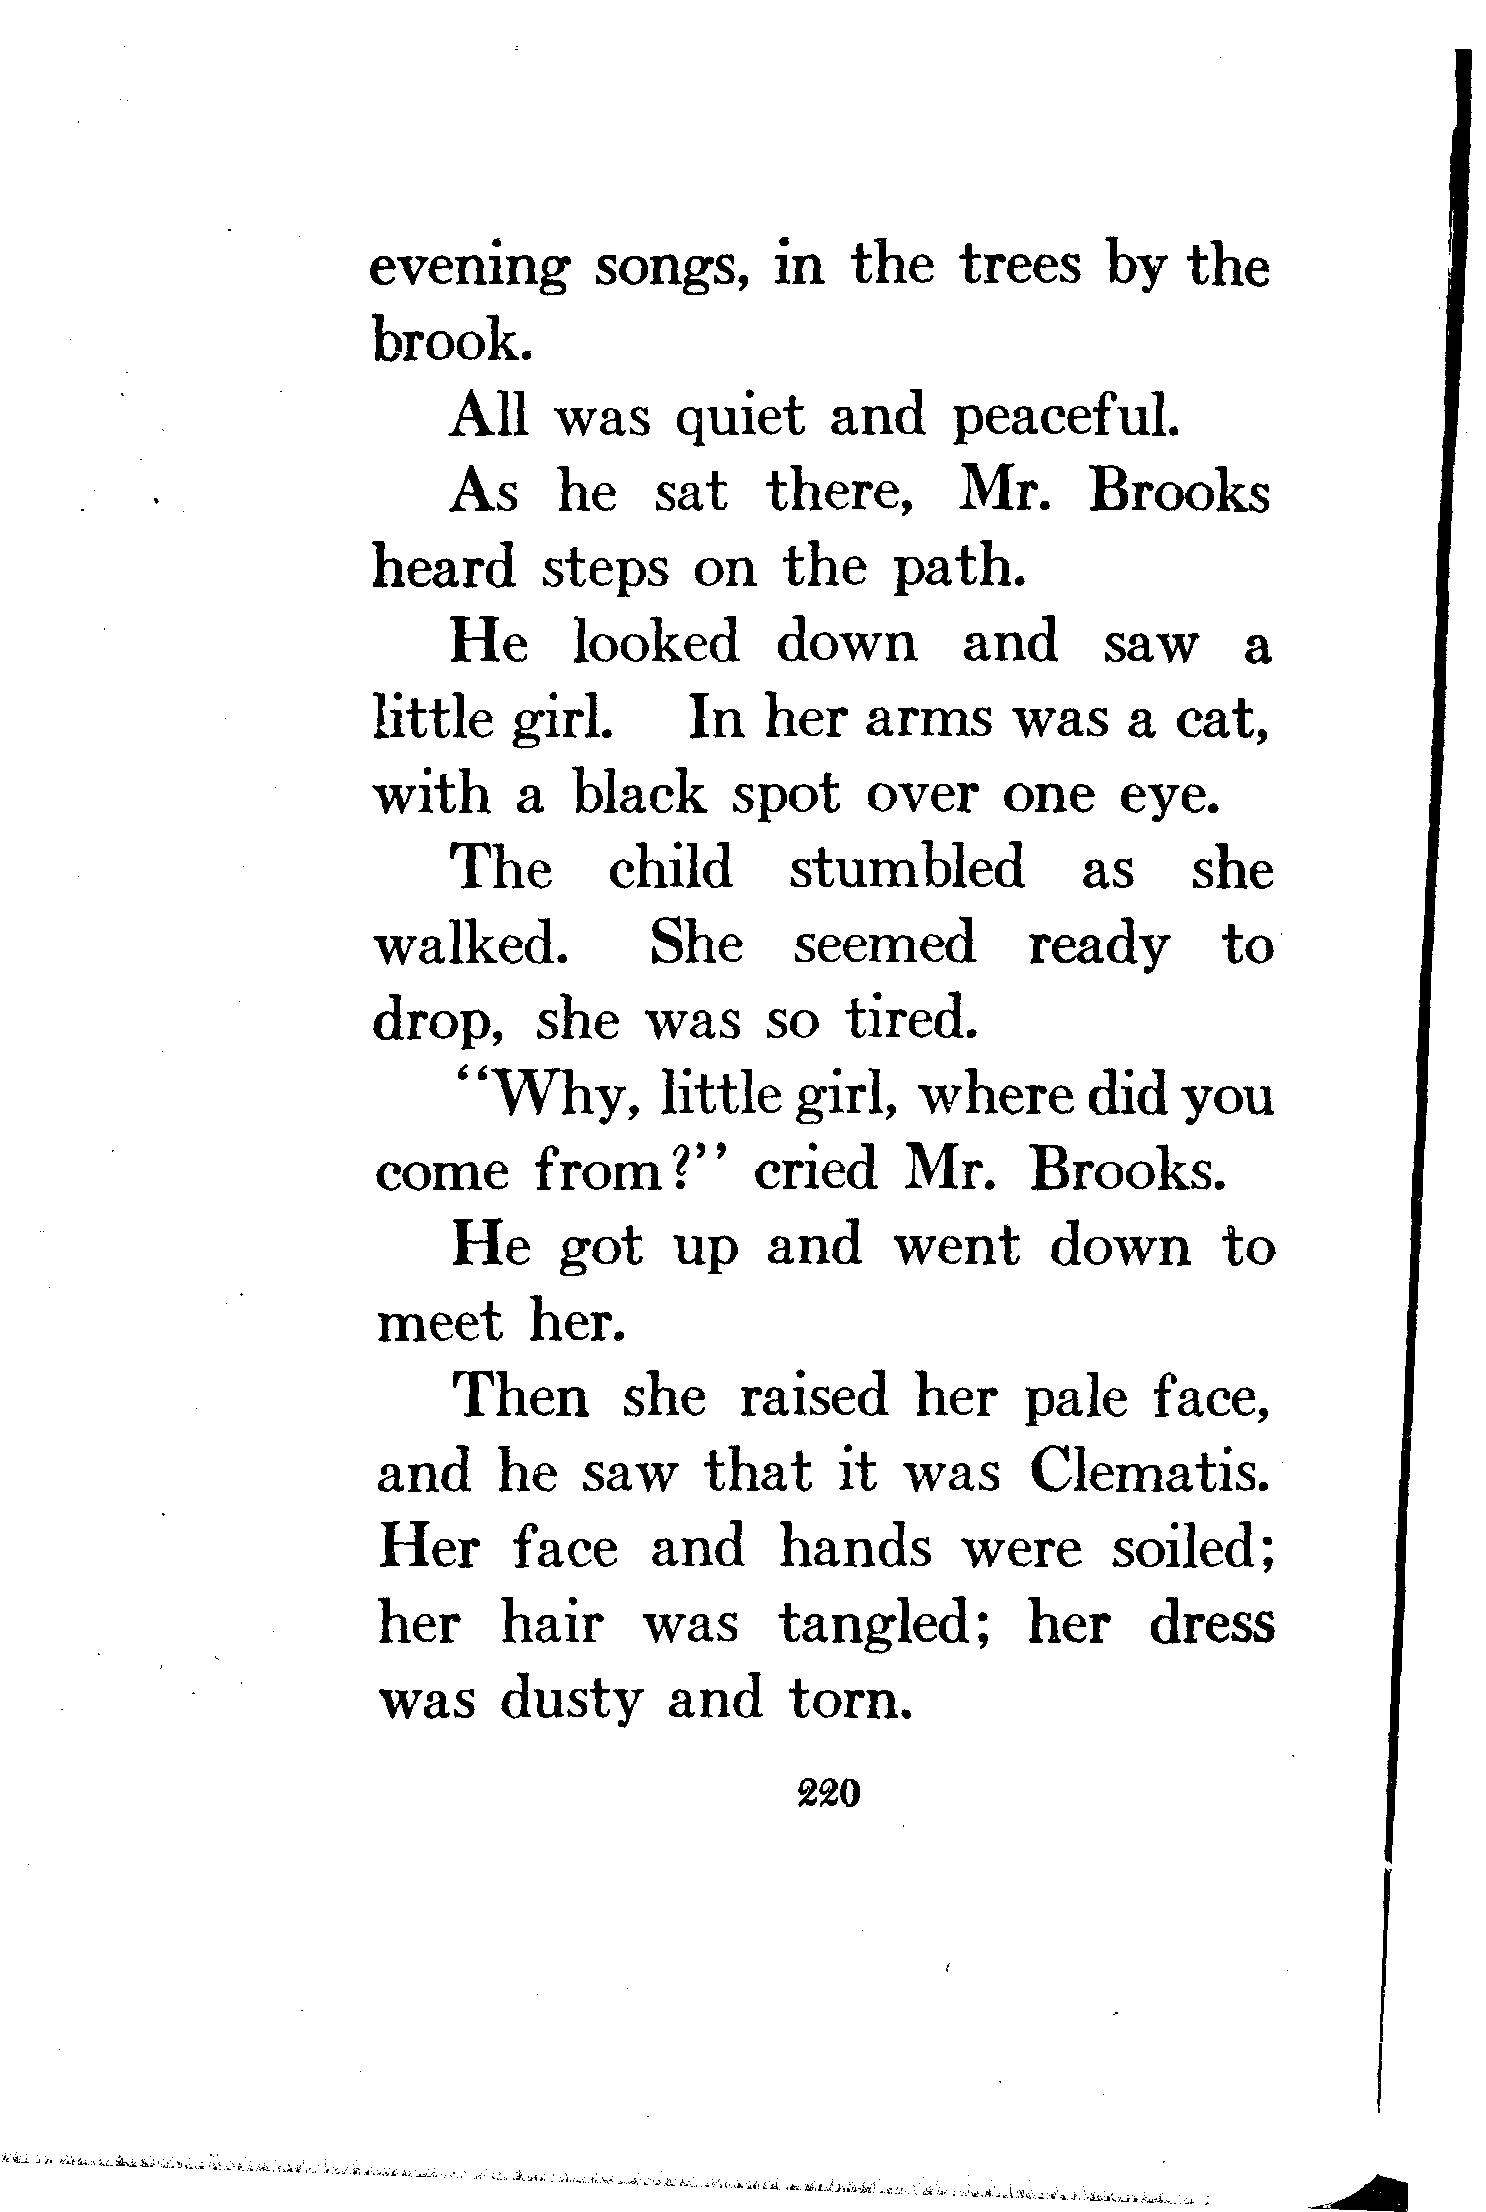 evening songs, in the trees by the
brook.
All was quiet and peaceful.
As he sat there, Mr. Brooks
heard steps on the path.
He looked down and saw a
little girl. In her arms was a cat,
with a black spot over one eye.
The child stumbled as she
walked. She seemed ready to
drop, she was so tired.
“Why, little girl, where did you
come from?” cried Mr. Brooks.
He got up and went down to
meet her.
Then she raised her pale face,
and he saw that it was Clematis.
Her face and hands were soiled;
her hair was tangled; her dress
was dusty and torn.
220